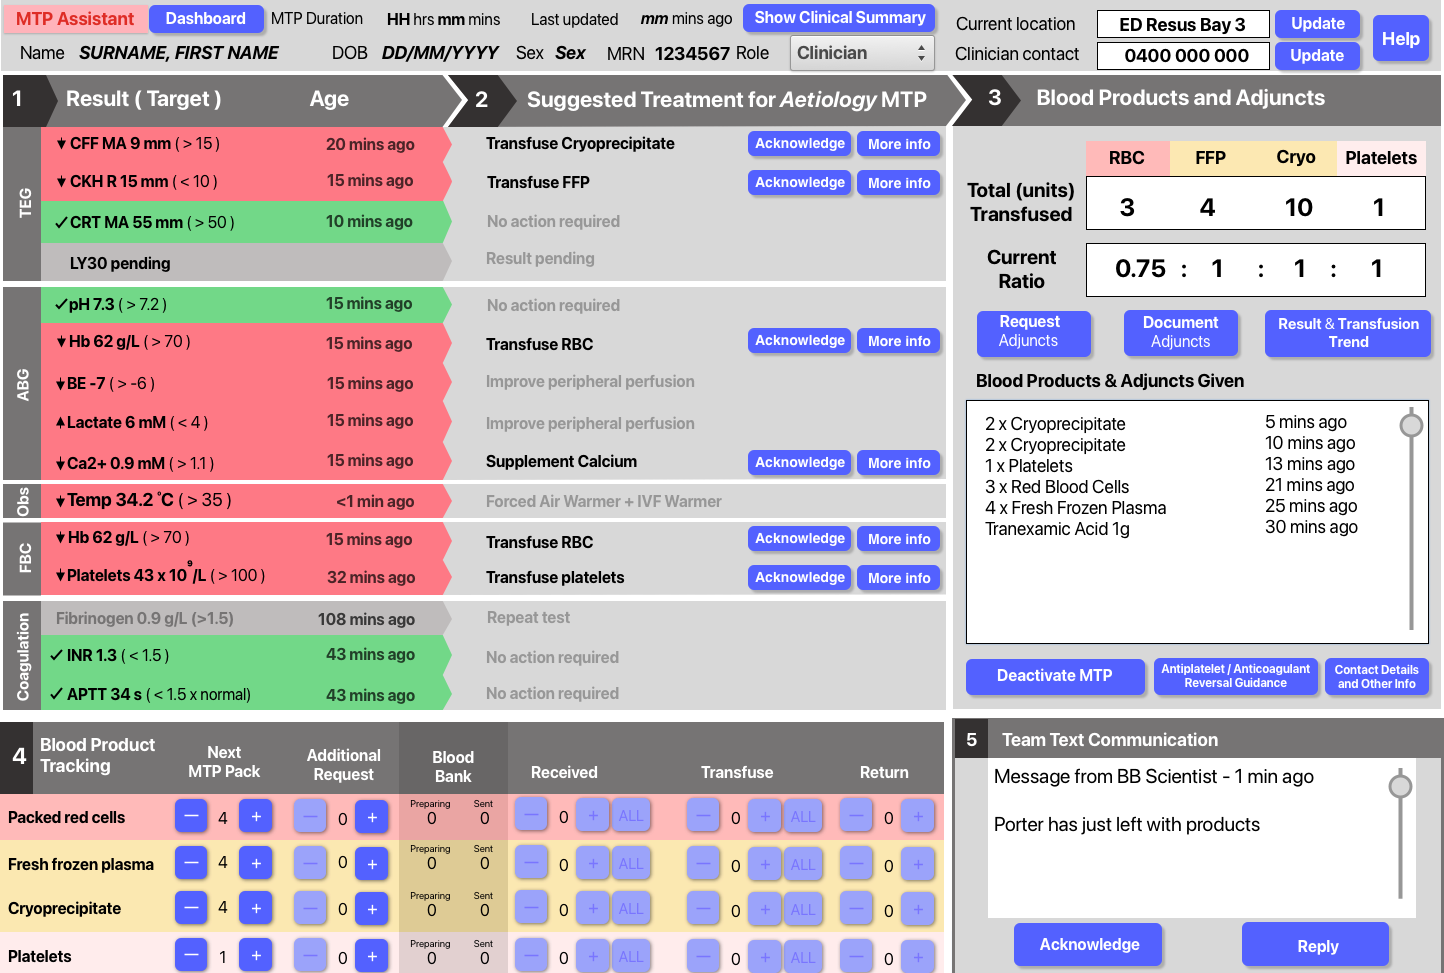 MTP Assistant Dashboard MTP Duration HH hrs mm mins Last updated mm mins ago Show Clinical Summary Current location ED Resus Bay 3 Update Help
Name SURNAME, FIRST NAME DOB DD/MM/YYYY Sex Sex MRN 1234567 Role Clinician Clinician contact 0400 000 000 Update
1 Result ( Target ) Age
2 Suggested Treatment for Aetiology MTP
TEG
CFF MA 9 mm ( > 15 ) 20 mins ago Transfuse Cryoprecipitate Acknowledge More info
CKH R 15 mm ( < 10 ) 15 mins ago Transfuse FFP Acknowledge More info
✓ CRT MA 55 mm ( > 50 ) 10 mins ago No action required
LY30 pending Result pending
ABG
✓ pH 7.3 ( > 7.2 ) 15 mins ago No action required
Hb 62 g/L ( > 70 ) 15 mins ago Transfuse RBC Acknowledge More info
BE -7 ( > -6 ) 15 mins ago Improve peripheral perfusion
Lactate 6 mM ( < 4 ) 15 mins ago Improve peripheral perfusion
Ca2+ 0.9 mM ( > 1.1 ) 15 mins ago Supplement Calcium Acknowledge More info
Obs
Temp 34.2 °C ( > 35 ) <1 min ago Forced Air Warmer + IVF Warmer
FBC
Hb 62 g/L ( > 70 ) 15 mins ago Transfuse RBC Acknowledge More info
Platelets 43 x 10⁹/L ( > 100 ) 32 mins ago Transfuse platelets Acknowledge More info
Coagulation
Fibrinogen 0.9 g/L (>1.5) 108 mins ago Repeat test
✓ INR 1.3 ( < 1.5 ) 43 mins ago No action required
✓ APTT 34 s ( < 1.5 x normal) 43 mins ago No action required
3 Blood Products and Adjuncts
RBC FFP Cryo Platelets
Total (units)
Transfused
3 4 10 1
Current
Ratio
0.75 : 1 : 1 : 1
Request
Adjuncts
Document
Adjuncts
Result & Transfusion
Trend
Blood Products & Adjuncts Given
2 x Cryoprecipitate 5 mins ago
2 x Cryoprecipitate 10 mins ago
1 x Platelets 13 mins ago
3 x Red Blood Cells 21 mins ago
4 x Fresh Frozen Plasma 25 mins ago
Tranexamic Acid 1g 30 mins ago
Deactivate MTP
Antiplatelet / Anticoagulant
Reversal Guidance
Contact Details
and Other Info
4 Blood Product
Tracking
Next
MTP Pack
Additional
Request
Blood
Bank
Received
Transfuse
Return
Packed red cells — 4 + — 0 + Preparing 0 Sent 0 — 0 + ALL — 0 + ALL — 0 +
Fresh frozen plasma — 4 + — 0 + Preparing 0 Sent 0 — 0 + ALL — 0 + ALL — 0 +
Cryoprecipitate — 4 + — 0 + Preparing 0 Sent 0 — 0 + ALL — 0 + ALL — 0 +
Platelets — 1 + — 0 + Preparing 0 Sent 0 — 0 + ALL — 0 + ALL — 0 +
5 Team Text Communication
Message from BB Scientist - 1 min ago
Porter has just left with products
Acknowledge
Reply